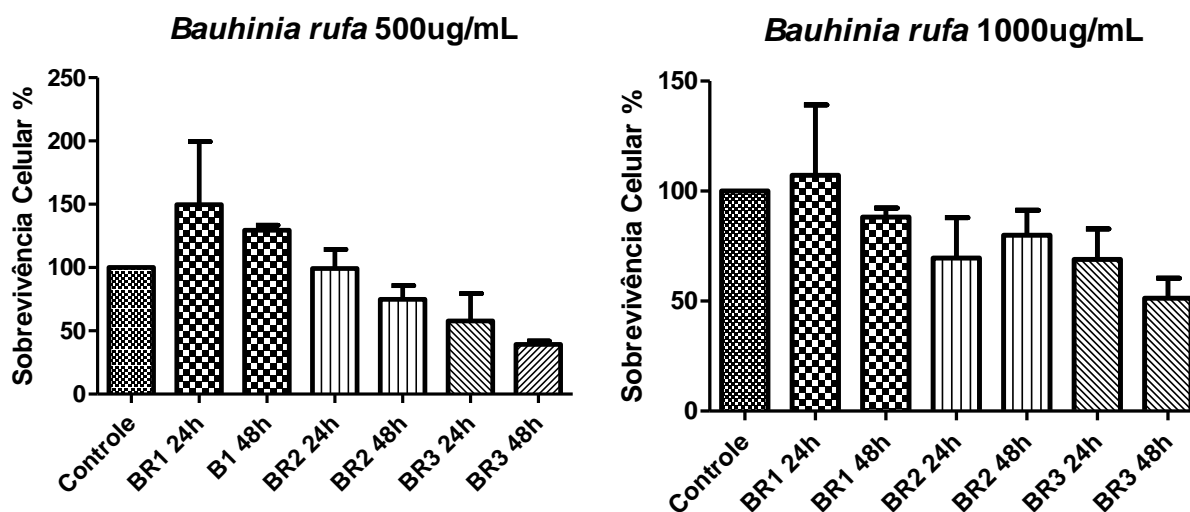 Bauhinia rufa 500ug/mL
Sobrevivência Celular %
250
200
150
100
50
0
Controle
BR1 24h
B1 48h
BR2 24h
BR2 48h
BR3 24h
BR3 48h
Bauhinia rufa 1000ug/mL
Sobrevivência Celular %
150
100
50
0
Controle
BR1 24h
BR1 48h
BR2 24h
BR2 48h
BR3 24h
BR3 48h